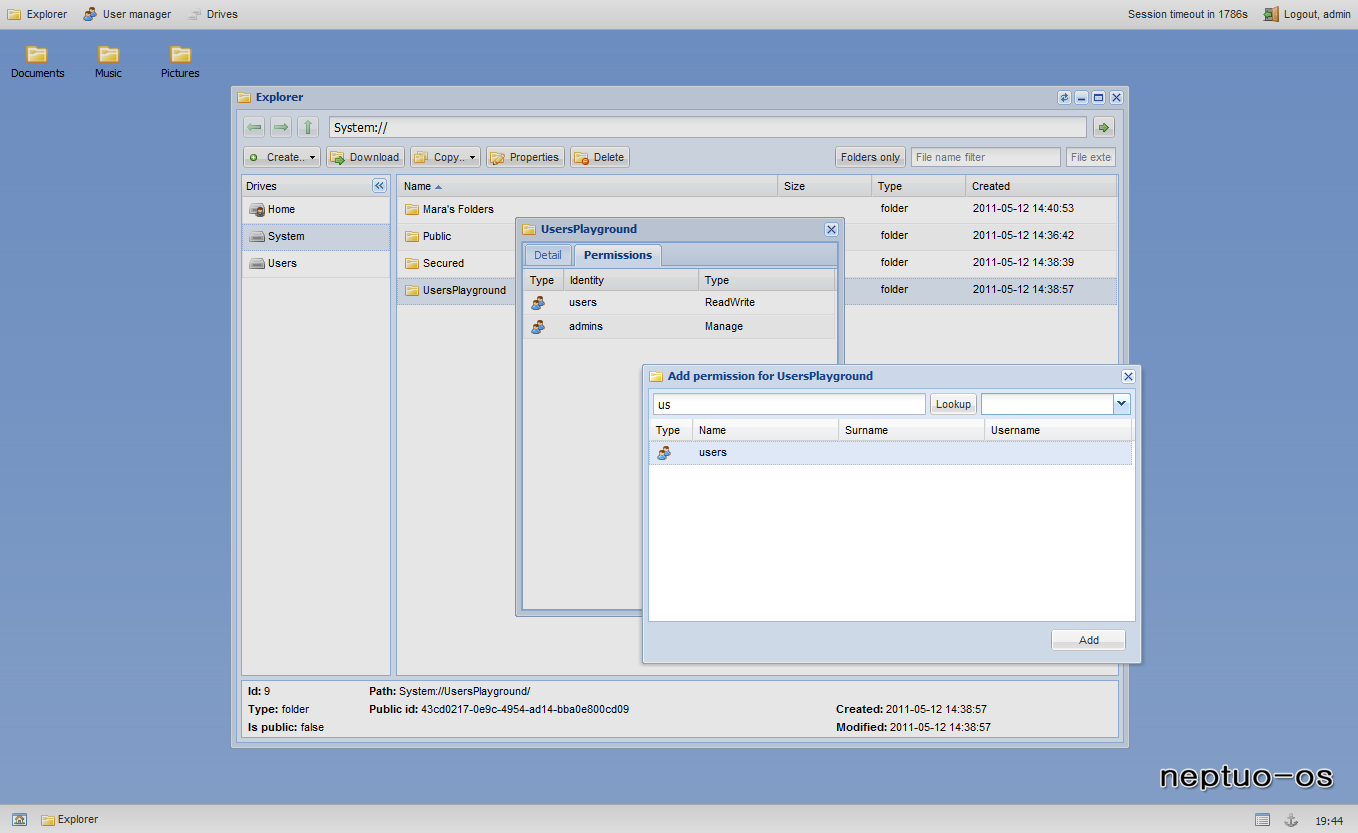 Explorer User manager Drives Session timeout in 1786s Logout, admin
Documents Music Pictures
Explorer
System://
Create.. Download Copy.. Properties Delete Folders only File name filter File exte
Drives
Home
System
Users
Name Size Type Created
Mara's Folders folder 2011-05-12 14:40:53
Public folder 2011-05-12 14:36:42
Secured folder 2011-05-12 14:38:39
UsersPlayground folder 2011-05-12 14:38:57
UsersPlayground
Detail Permissions
Type Identity Type
users ReadWrite
admins Manage
Add permission for UsersPlayground
us Lookup
Type Name Surname Username
users
Add
Id: 9 Path: System://UsersPlayground/
Type: folder Public id: 43cd0217-0e9c-4954-ad14-bba0e800cd09 Created: 2011-05-12 14:38:57
Is public: false Modified: 2011-05-12 14:38:57
neptuo-os
Explorer 19:44